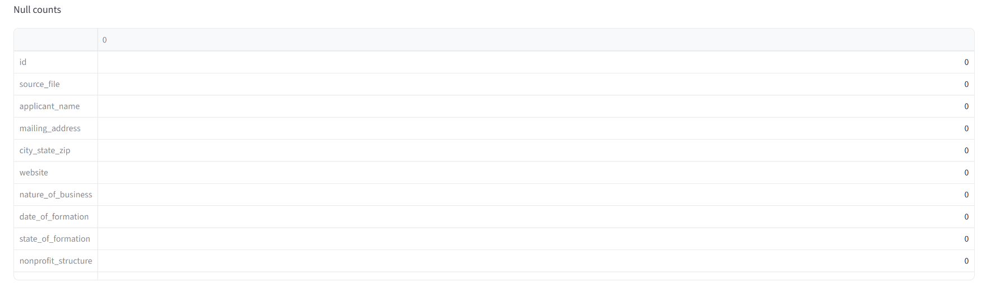 Null counts
0
id 0
source_file 0
applicant_name 0
mailing_address 0
city_state_zip 0
website 0
nature_of_business 0
date_of_formation 0
state_of_formation 0
nonprofit_structure 0